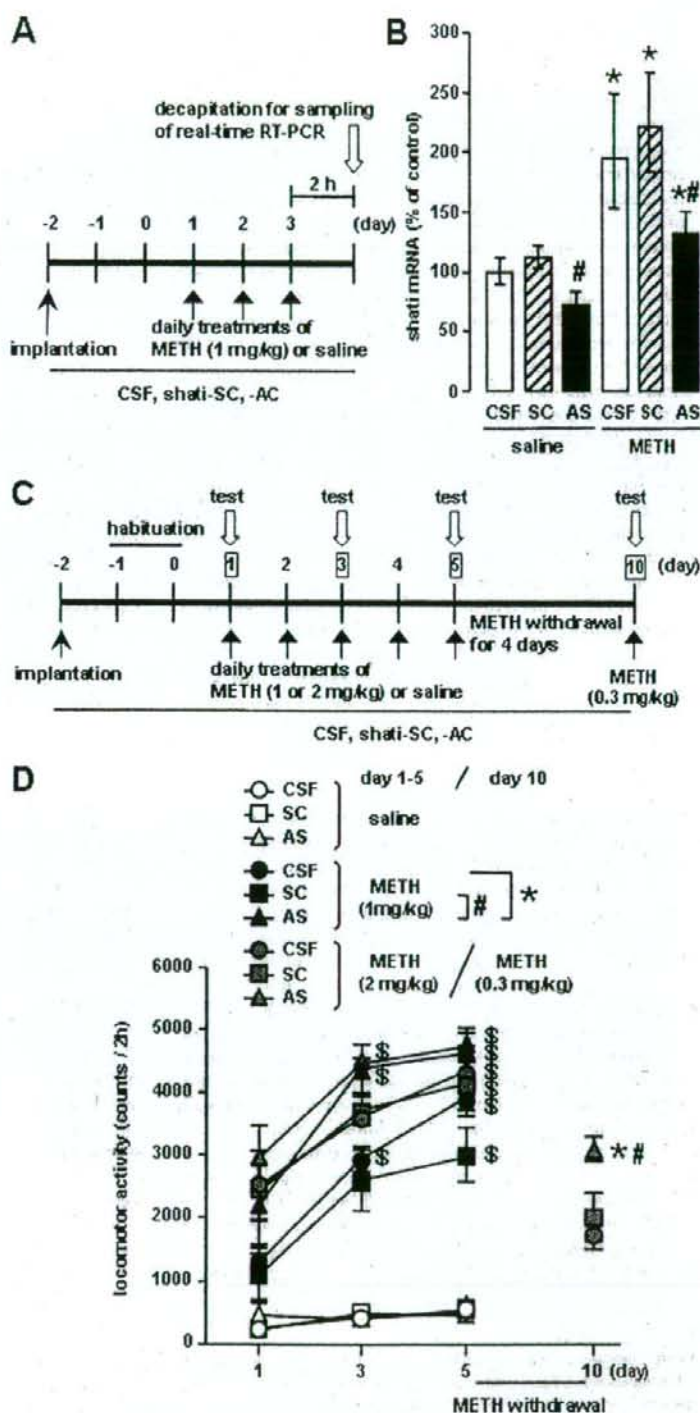 A
decapitation for sampling
of real-time RT-PCR
2 h
-2 -1 0 1 2 3 (day)
implantation
daily treatments of
METH (1 mg/kg) or saline
CSF, shati-SC, -AC
B
shati mRNA (% of control)
300
250
200
150
100
50
0
* * *# #
CSF SC AS CSF SC AS
saline METH
C
test test test test
habituation
-2 -1 0 1 2 3 4 5 10 (day)
METH withdrawal
for 4 days
implantation
daily treatments of
METH (1 or 2 mg/kg) or saline
METH
(0.3 mg/kg)
CSF, shati-SC, -AC
D
day 1-5 / day 10
CSF
SC
AS
saline
CSF
SC
AS
METH
(1mg/kg)
# *
CSF
SC
AS
METH
(2 mg/kg)
/ METH
(0.3 mg/kg)
locomotor activity (counts / 2h)
6000
5000
4000
3000
2000
1000
0
* #
1 3 5 10 (day)
METH withdrawal